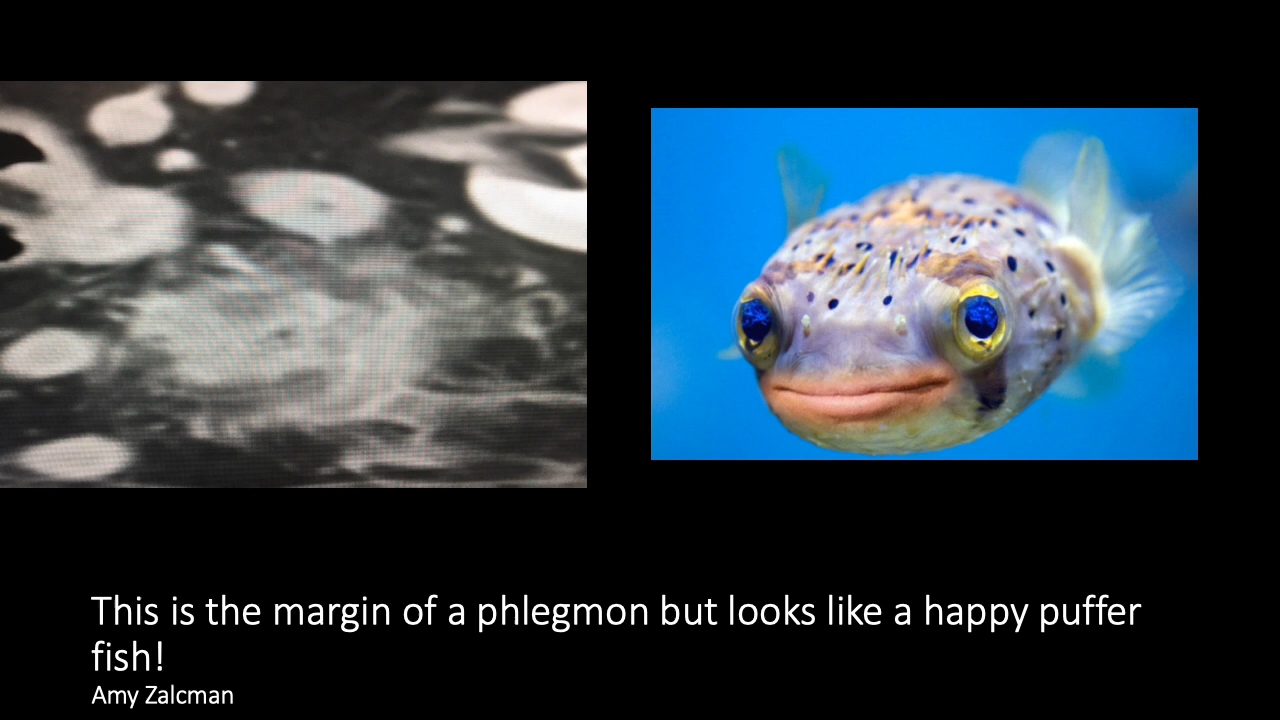 This is the margin of a phlegmon but looks like a happy puffer
fish!
Amy Zalcman